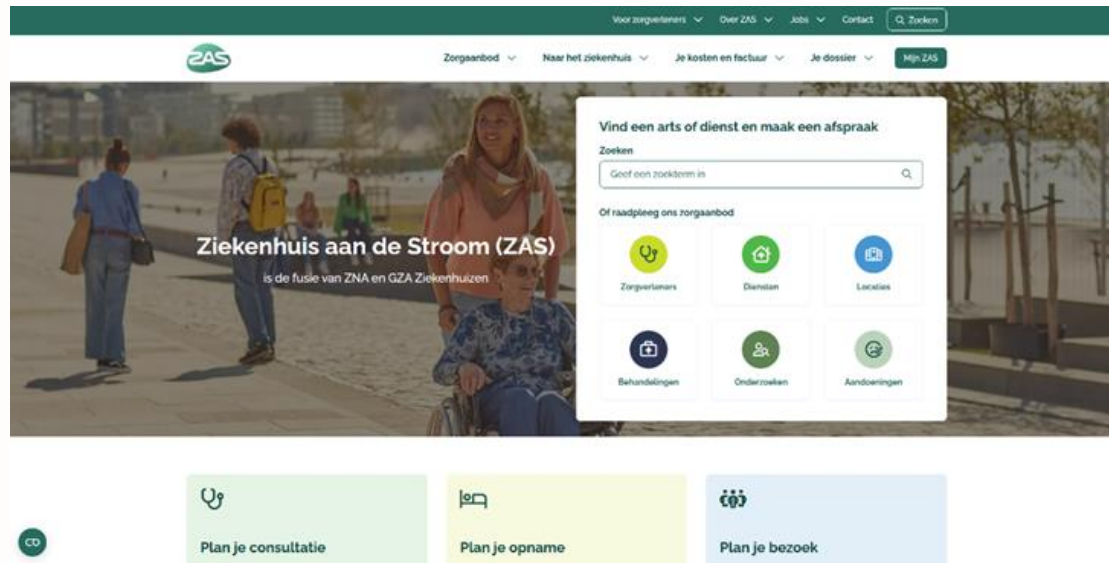 Voor zorgverleners
Over ZAS
Jobs
Contact
Zoeken
ZAS
Zorgaanbod
Naar het ziekenhuis
Je kosten en factuur
Je dossier
Mijn ZAS
Ziekenhuis aan de Stroom (ZAS)
is de fusie van ZNA en GZA Ziekenhuizen
Vind een arts of dienst en maak een afspraak
Zoeken
Geef een zoekterm in
Of raadpleeg ons zorgaanbod
Zorgverleners
Diensten
Locaties
Behandelingen
Onderzoeken
Aandoeningen
Plan je consultatie
Plan je opname
Plan je bezoek